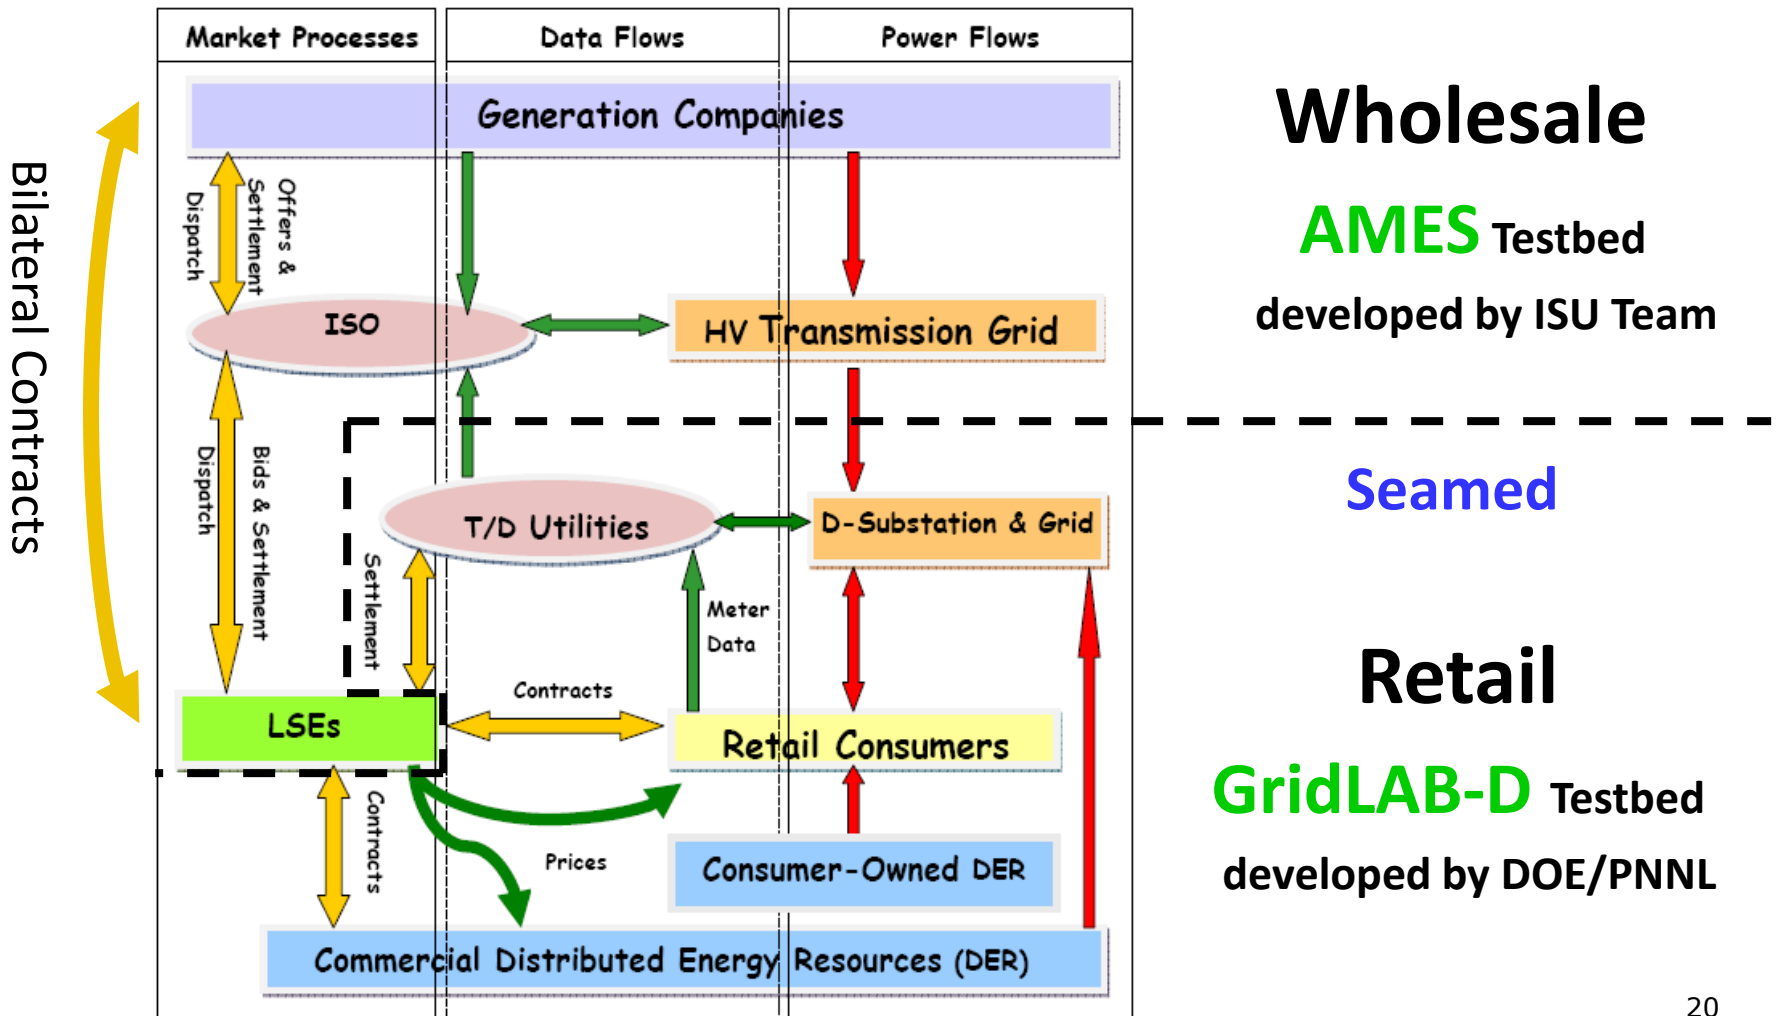 Market Processes
Data Flows
Power Flows
Generation Companies
Bilateral Contracts
Offers &
Settlement
Dispatch
ISO
HV Transmission Grid
Bids & Settlement
Dispatch
T/D Utilities
D-Substation & Grid
Settlement
Meter
Data
Contracts
LSEs
Retail Consumers
Contracts
Prices
Consumer-Owned DER
Commercial Distributed Energy Resources (DER)
Wholesale
AMES Testbed
developed by ISU Team
Seamed
Retail
GridLAB-D Testbed
developed by DOE/PNNL
20